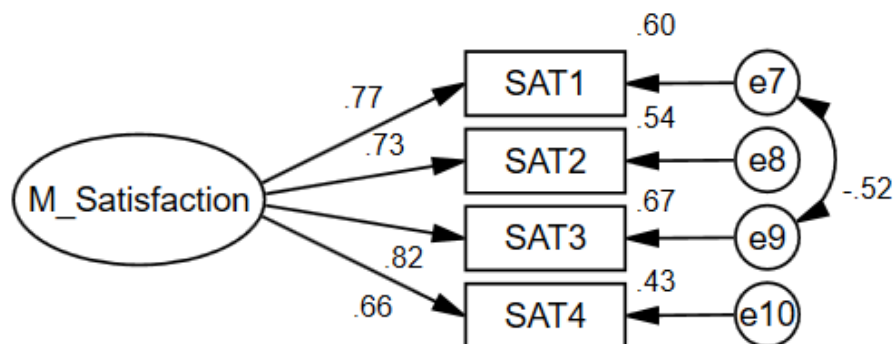 .60
SAT1
e7
.77
.54
.73
SAT2
e8
M_Satisfaction
.67
-.52
SAT3
e9
.82
.43
.66
SAT4
e10